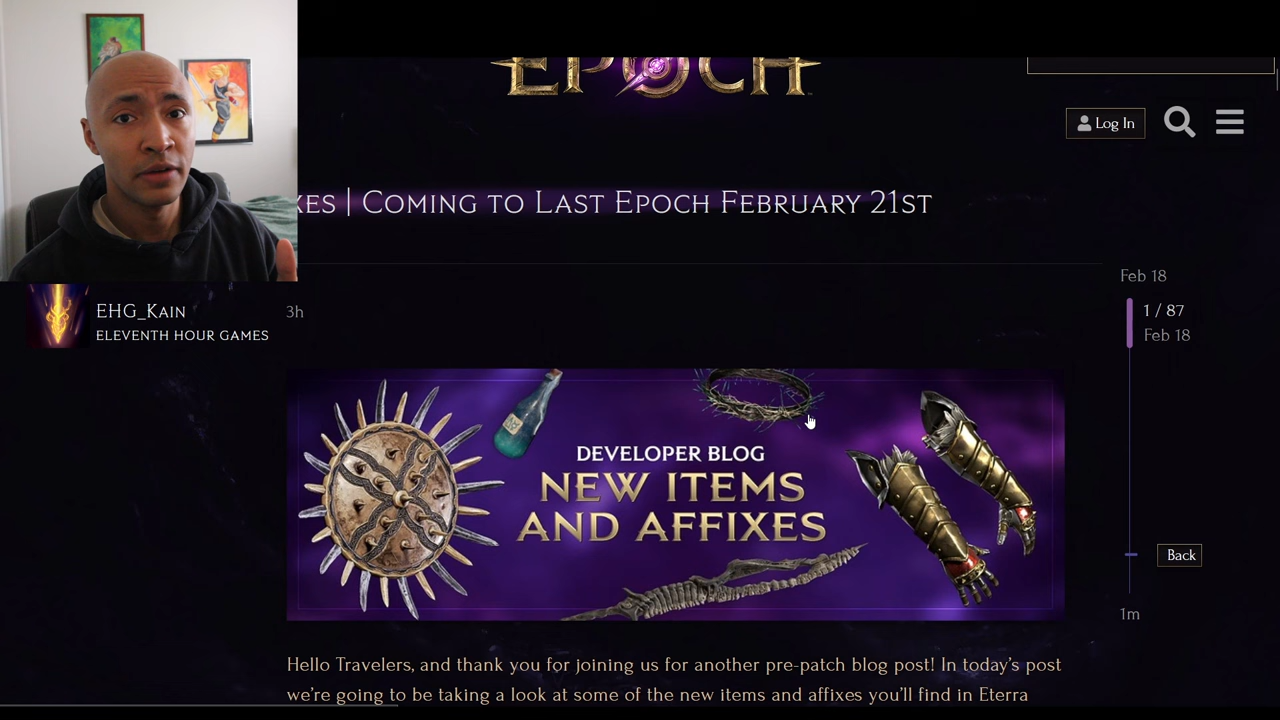 EPOCH
Log In
XES | COMING TO LAST EPOCH FEBRUARY 21ST
Feb 18
EHG_KAIN
3h
ELEVENTH HOUR GAMES
1 / 87
Feb 18
DEVELOPER BLOG
NEW ITEMS
AND AFFIXES
Back
1m
Hello Travelers, and thank you for joining us for another pre-patch blog post! In today's post
we're going to be taking a look at some of the new items and affixes you'll find in Eterra